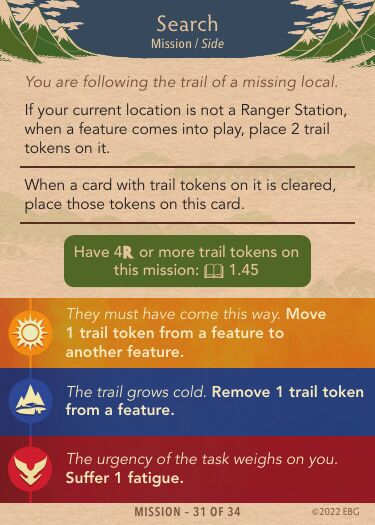 Search
Mission / Side
You are following the trail of a missing local.
If your current location is not a Ranger Station,
when a feature comes into play, place 2 trail
tokens on it.
When a card with trail tokens on it is cleared,
place those tokens on this card.
Have 4R or more trail tokens on
this mission: 1.45
They must have come this way. Move
1 trail token from a feature to
another feature.
The trail grows cold. Remove 1 trail token
from a feature.
The urgency of the task weighs on you.
Suffer 1 fatigue.
MISSION – 31 OF 34
©2022 EBG